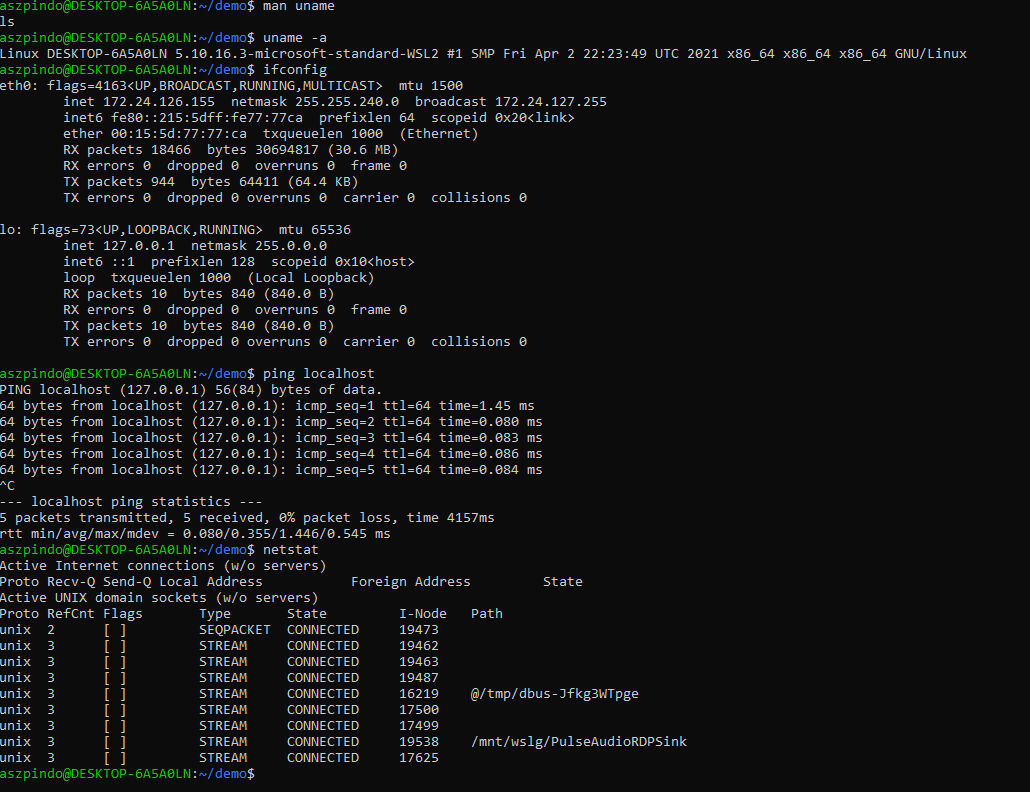 aszpindo@DESKTOP-6A5A0LN:~/demo$ man uname
ls
aszpindo@DESKTOP-6A5A0LN:~/demo$ uname -a
Linux DESKTOP-6A5A0LN 5.10.16.3-microsoft-standard-WSL2 #1 SMP Fri Apr 2 22:23:49 UTC 2021 x86_64 x86_64 x86_64 GNU/Linux
aszpindo@DESKTOP-6A5A0LN:~/demo$ ifconfig
eth0: flags=4163<UP,BROADCAST,RUNNING,MULTICAST>  mtu 1500
        inet 172.24.126.155  netmask 255.255.240.0  broadcast 172.24.127.255
        inet6 fe80::215:5dff:fe77:77ca  prefixlen 64  scopeid 0x20<link>
        ether 00:15:5d:77:77:ca  txqueuelen 1000  (Ethernet)
        RX packets 18466  bytes 30694817 (30.6 MB)
        RX errors 0  dropped 0  overruns 0  frame 0
        TX packets 944  bytes 64411 (64.4 KB)
        TX errors 0  dropped 0 overruns 0  carrier 0  collisions 0

lo: flags=73<UP,LOOPBACK,RUNNING>  mtu 65536
        inet 127.0.0.1  netmask 255.0.0.0
        inet6 ::1  prefixlen 128  scopeid 0x10<host>
        loop  txqueuelen 1000  (Local Loopback)
        RX packets 10  bytes 840 (840.0 B)
        RX errors 0  dropped 0  overruns 0  frame 0
        TX packets 10  bytes 840 (840.0 B)
        TX errors 0  dropped 0 overruns 0  carrier 0  collisions 0

aszpindo@DESKTOP-6A5A0LN:~/demo$ ping localhost
PING localhost (127.0.0.1) 56(84) bytes of data.
64 bytes from localhost (127.0.0.1): icmp_seq=1 ttl=64 time=1.45 ms
64 bytes from localhost (127.0.0.1): icmp_seq=2 ttl=64 time=0.080 ms
64 bytes from localhost (127.0.0.1): icmp_seq=3 ttl=64 time=0.083 ms
64 bytes from localhost (127.0.0.1): icmp_seq=4 ttl=64 time=0.086 ms
64 bytes from localhost (127.0.0.1): icmp_seq=5 ttl=64 time=0.084 ms
^C
--- localhost ping statistics ---
5 packets transmitted, 5 received, 0% packet loss, time 4157ms
rtt min/avg/max/mdev = 0.080/0.355/1.446/0.545 ms
aszpindo@DESKTOP-6A5A0LN:~/demo$ netstat
Active Internet connections (w/o servers)
Proto Recv-Q Send-Q Local Address           Foreign Address         State
Active UNIX domain sockets (w/o servers)
Proto RefCnt Flags       Type       State         I-Node   Path
unix  2      [ ]         SEQPACKET  CONNECTED     19473
unix  3      [ ]         STREAM     CONNECTED     19462
unix  3      [ ]         STREAM     CONNECTED     19463
unix  3      [ ]         STREAM     CONNECTED     19487
unix  3      [ ]         STREAM     CONNECTED     16219    @/tmp/dbus-Jfkg3WTpge
unix  3      [ ]         STREAM     CONNECTED     17500
unix  3      [ ]         STREAM     CONNECTED     17499
unix  3      [ ]         STREAM     CONNECTED     19538    /mnt/wslg/PulseAudioRDPSink
unix  3      [ ]         STREAM     CONNECTED     17625
aszpindo@DESKTOP-6A5A0LN:~/demo$